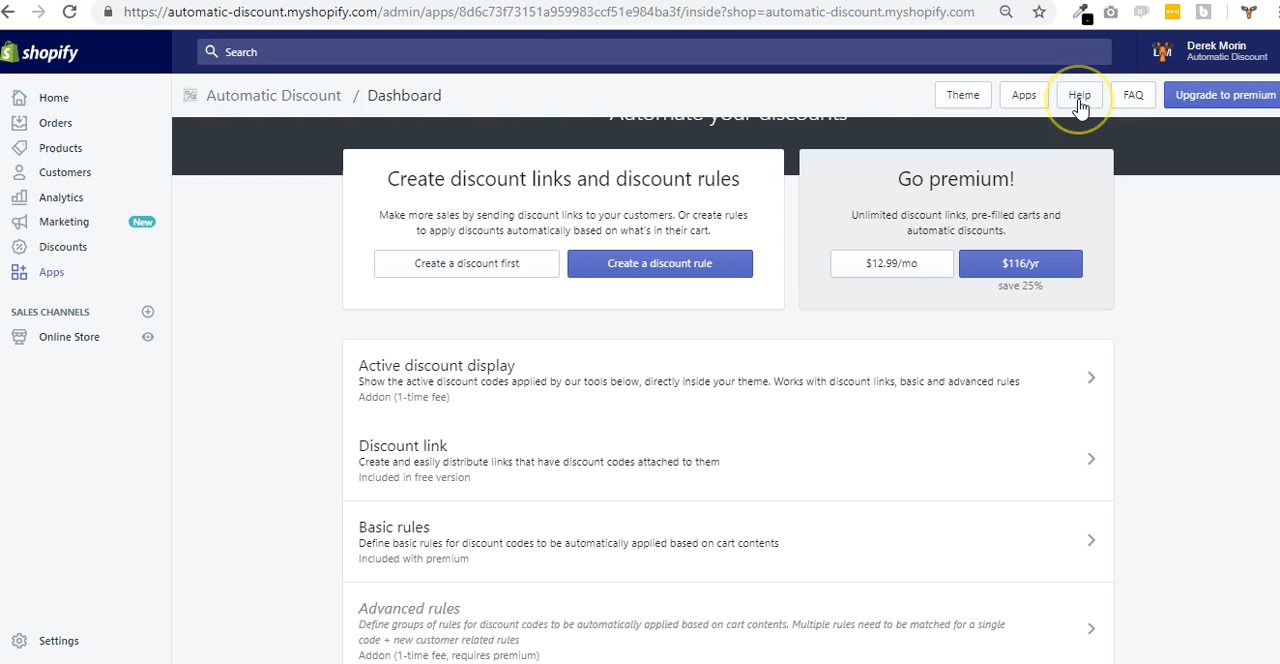 https://automatic-discount.myshopify.com/admin/apps/8d6c73f73151a959983ccf51e984ba3f/inside?shop=automatic-discount.myshopify.com
shopify
Search
Derek Morin
Automatic Discount
Automatic Discount / Dashboard
Theme
Apps
Help
FAQ
Upgrade to premium
Home
Orders
Products
Customers
Analytics
Marketing New
Discounts
Apps
SALES CHANNELS
Online Store
Settings
Automate your discounts
Create discount links and discount rules
Make more sales by sending discount links to your customers. Or create rules
to apply discounts automatically based on what's in their cart.
Create a discount first
Create a discount rule
Go premium!
Unlimited discount links, pre-filled carts and
automatic discounts.
$12.99/mo
$116/yr
save 25%
Active discount display
Show the active discount codes applied by our tools below, directly inside your theme. Works with discount links, basic and advanced rules
Addon (1-time fee)
Discount link
Create and easily distribute links that have discount codes attached to them
Included in free version
Basic rules
Define basic rules for discount codes to be automatically applied based on cart contents
Included with premium
Advanced rules
Define groups of rules for discount codes to be automatically applied based on cart contents. Multiple rules need to be matched for a single
code + new customer related rules
Addon (1-time fee, requires premium)